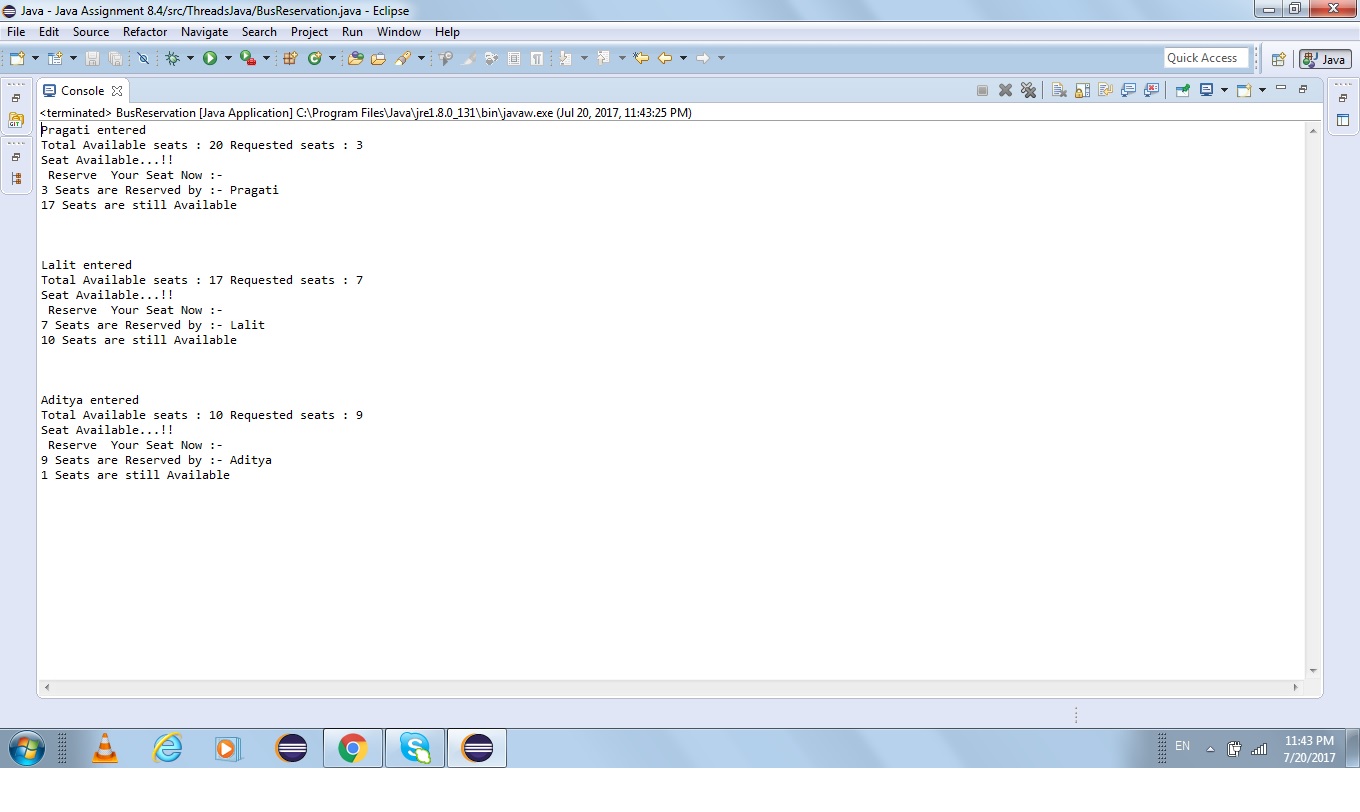 Java - Java Assignment 8.4/src/ThreadsJava/BusReservation.java - Eclipse
File Edit Source Refactor Navigate Search Project Run Window Help
Quick Access
Java
Console
<terminated> BusReservation [Java Application] C:\Program Files\Java\jre1.8.0_131\bin\javaw.exe (Jul 20, 2017, 11:43:25 PM)
Pragati entered
Total Available seats : 20 Requested seats : 3
Seat Available...!!
Reserve  Your Seat Now :-
3 Seats are Reserved by :- Pragati
17 Seats are still Available
Lalit entered
Total Available seats : 17 Requested seats : 7
Seat Available...!!
Reserve  Your Seat Now :-
7 Seats are Reserved by :- Lalit
10 Seats are still Available
Aditya entered
Total Available seats : 10 Requested seats : 9
Seat Available...!!
Reserve  Your Seat Now :-
9 Seats are Reserved by :- Aditya
1 Seats are still Available
EN
11:43 PM
7/20/2017